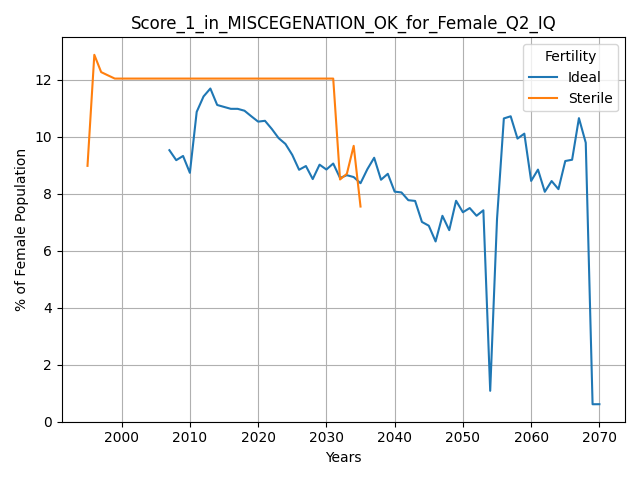 Score_1_in_MISCEGENATION_OK_for_Female_Q2_IQ
Fertility
Ideal
Sterile
% of Female Population
12
10
8
6
4
2
0
2000 2010 2020 2030 2040 2050 2060 2070
Years